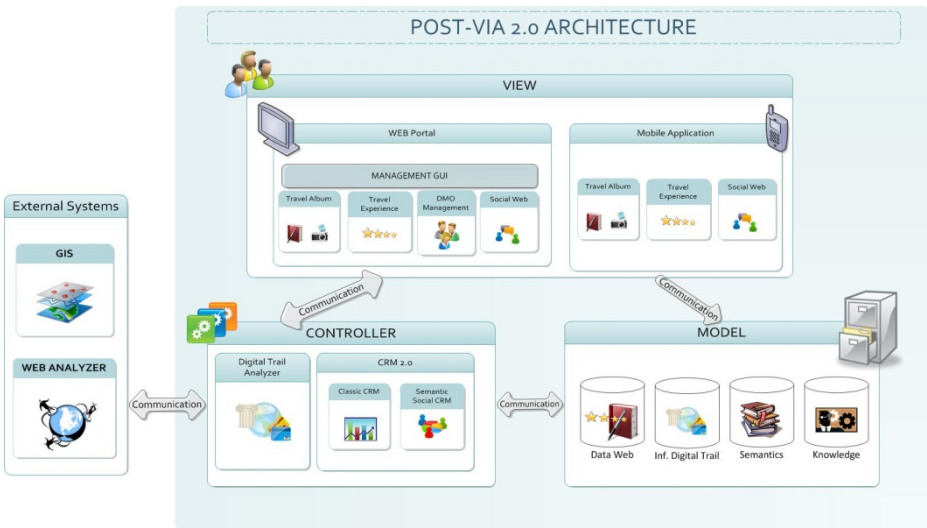 POST-VIA 2.0 ARCHITECTURE
VIEW
WEB Portal
MANAGEMENT GUI
Travel Album
Travel
Experience
DMO
Management
Social Web
Mobile Application
Travel Album
Travel
Experience
Social Web
External Systems
GIS
WEB ANALYZER
Communication
Communication
Communication
CONTROLLER
Digital Trail
Analyzer
CRM 2.0
Classic CRM
Semantic
Social CRM
Communication
MODEL
Data Web
Inf. Digital Trail
Semantics
Knowledge